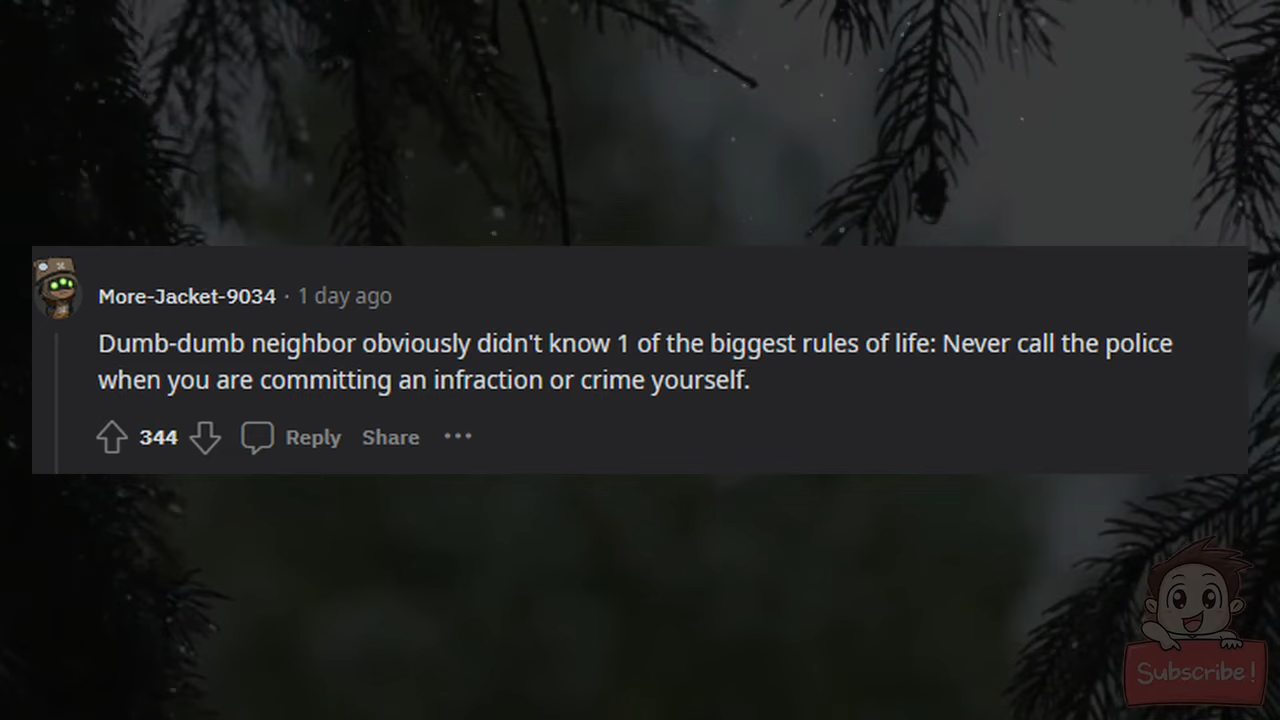 More-Jacket-9034 · 1 day ago
Dumb-dumb neighbor obviously didn't know 1 of the biggest rules of life: Never call the police
when you are committing an infraction or crime yourself.
344 Reply Share ···
Subscribe!